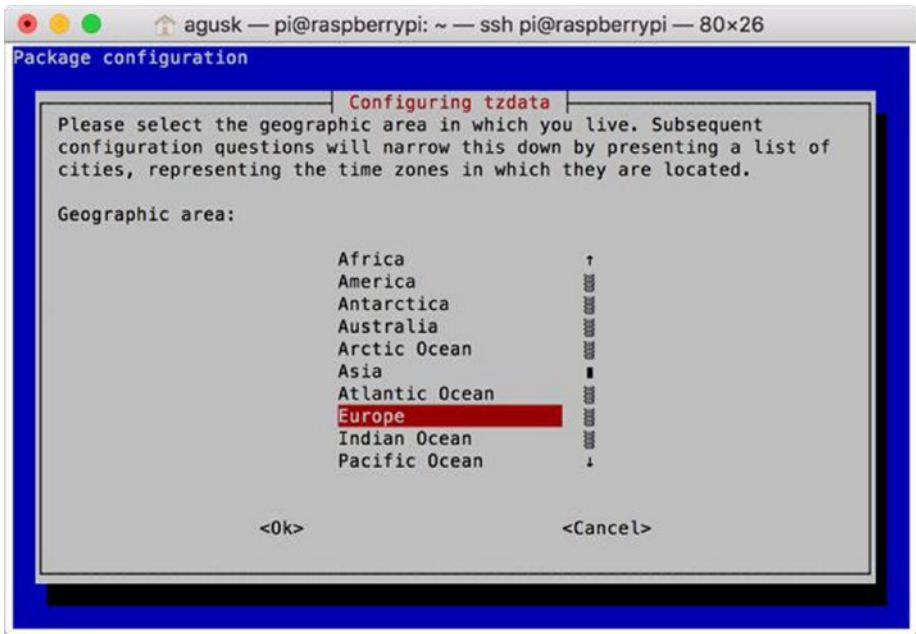 agusk — pi@raspberrypi: ~ — ssh pi@raspberrypi — 80×26
Package configuration
Configuring tzdata
Please select the geographic area in which you live. Subsequent
configuration questions will narrow this down by presenting a list of
cities, representing the time zones in which they are located.
Geographic area:
Africa
America
Antarctica
Australia
Arctic Ocean
Asia
Atlantic Ocean
Europe
Indian Ocean
Pacific Ocean
<Ok> <Cancel>